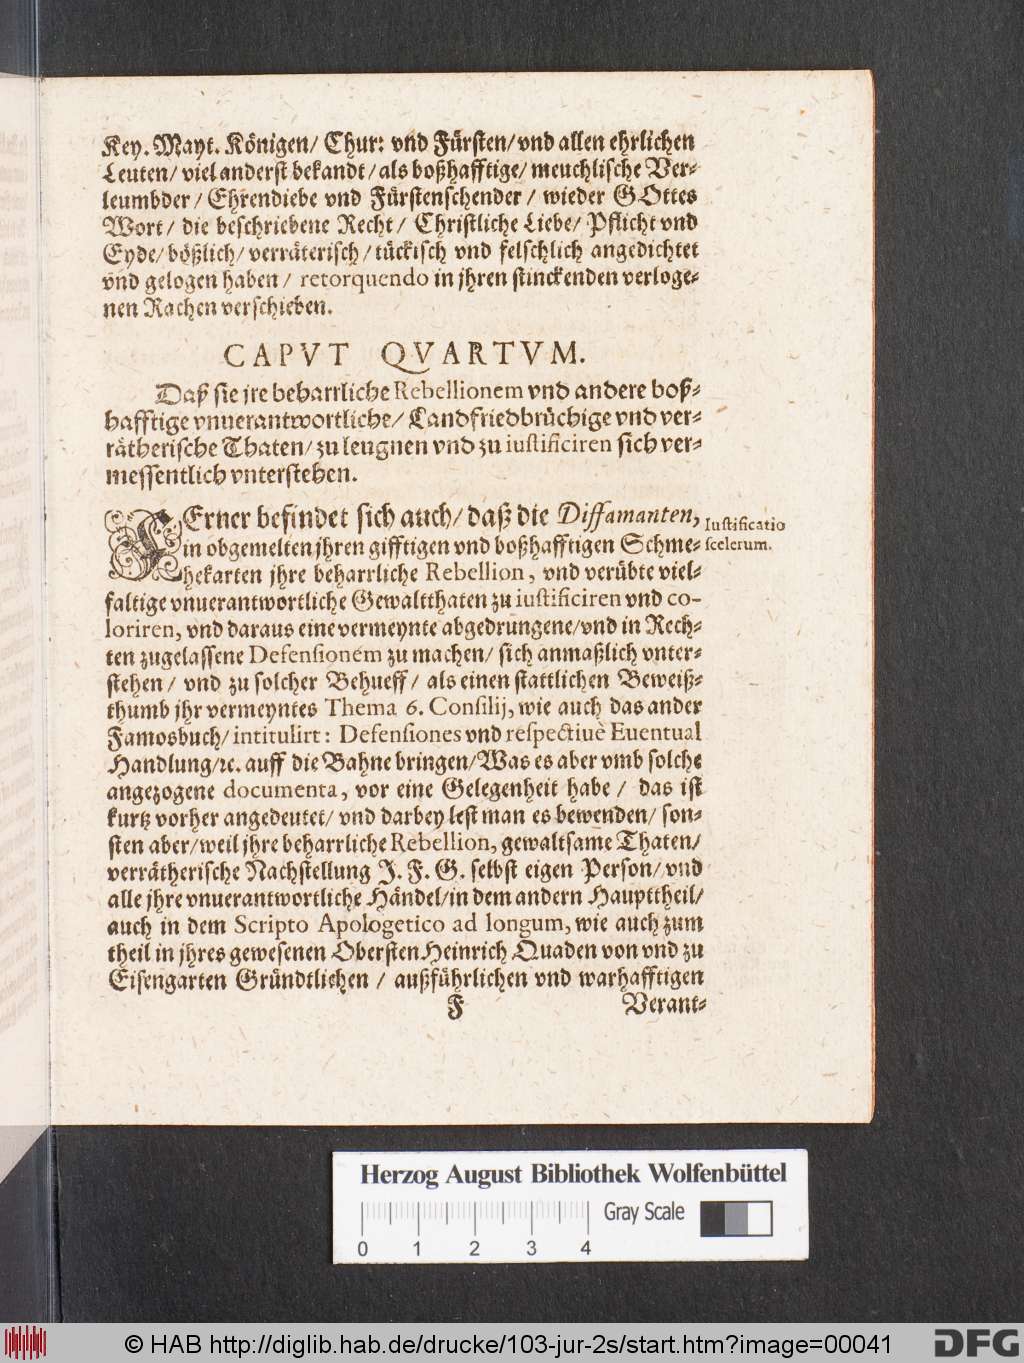 Key. Mayt. Königen/ Chur: vnd Fürsten/ vnd allen ehrlichen
Leuten/ viel anderst bekandt/ als boßhafftige/ meuchlische Ver-
leumbder/ Ehrendiebe vnd Fürstenschender/ wieder GOttes
Wort/ die beschriebene Recht/ Christliche Liebe/ Pflicht vnd
Eyde/ bößlich/ verräterisch/ tückisch vnd felschlich angedichtet
vnd gelogen haben/ retorquendo in jhren stinckenden verloge-
nen Rachen verschieben.
CAPVT QVARTVM.
Daß sie jre beharrliche Rebellionem vnd andere boß-
hafftige vnuerantwortliche/ Landfriedbrüchige vnd ver-
rätherische Thaten/ zu leugnen vnd zu iustificiren sich ver-
messentlich vnterstehen.
FErner befindet sich auch/ daß die Diffamanten,
Iustificatio
in obgemelten jhren gifftigen vnd boßhafftigen Schme-
scelerum.
hekarten jhre beharrliche Rebellion, vnd verübte viel-
faltige vnuerantwortliche Gewaltthaten zu iustificiren vnd co-
loriren, vnd daraus eine vermeynte abgedrungene/ vnd in Rech-
ten zugelassene Defensionem zu machen/ sich anmaßlich vnter-
stehen/ vnd zu solcher Behueff/ als einen stattlichen Beweiß-
thumb jhr vermeyntes Thema 6. Consilij, wie auch das ander
Famosbuch/ intitulirt: Defensiones vnd respectiuè Euentual
Handlung/ ꝛc. auff die Bahne bringen/ Was es aber vmb solche
angezogene documenta, vor eine Gelegenheit habe/ das ist
kurtz vorher angedeutet/ vnd darbey lest man es bewenden/ son-
sten aber/ weil jhre beharrliche Rebellion, gewaltsame Thaten/
verrätherische Nachstellung J. F. G. selbst eigen Person/ vnd
alle jhre vnuerantwortliche Händel/ in dem andern Haupttheil/
auch in dem Scripto Apologetico ad longum, wie auch zum
theil in jhres gewesenen Obersten Heinrich Quaden von vnd zu
Eisengarten Gründtlichen/ außführlichen vnd warhafftigen
F Verant-
Herzog August Bibliothek Wolfenbüttel
Gray Scale
0 1 2 3 4
© HAB http://diglib.hab.de/drucke/103-jur-2s/start.htm?image=00041
DFG